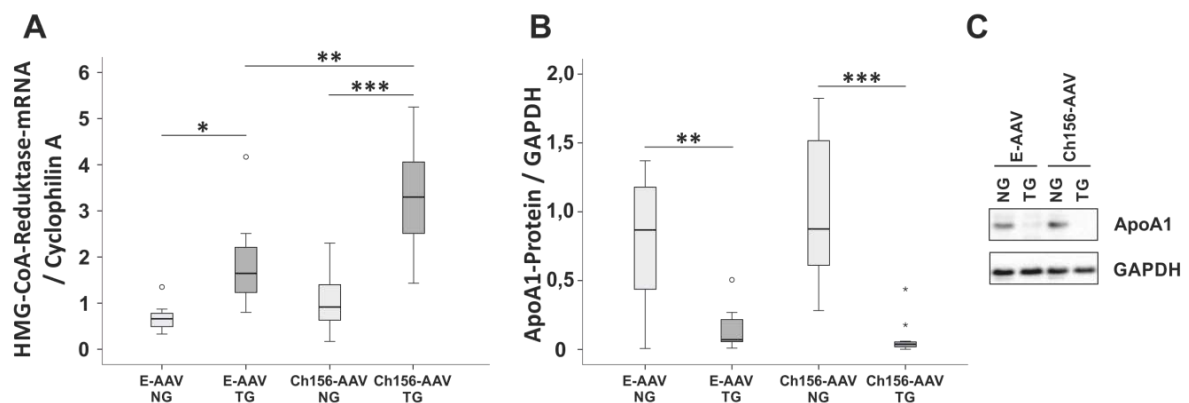 A
HMG-CoA-Reduktase-mRNA
/ Cyclophilin A
6
5
4
3
2
1
0
*
**
***
E-AAV
NG
E-AAV
TG
Ch156-AAV
NG
Ch156-AAV
TG
B
ApoA1-Protein / GAPDH
2,0
1,5
1,0
0,5
0
**
***
E-AAV
NG
E-AAV
TG
Ch156-AAV
NG
Ch156-AAV
TG
C
E-AAV
Ch156-AAV
NG
TG
NG
TG
ApoA1
GAPDH